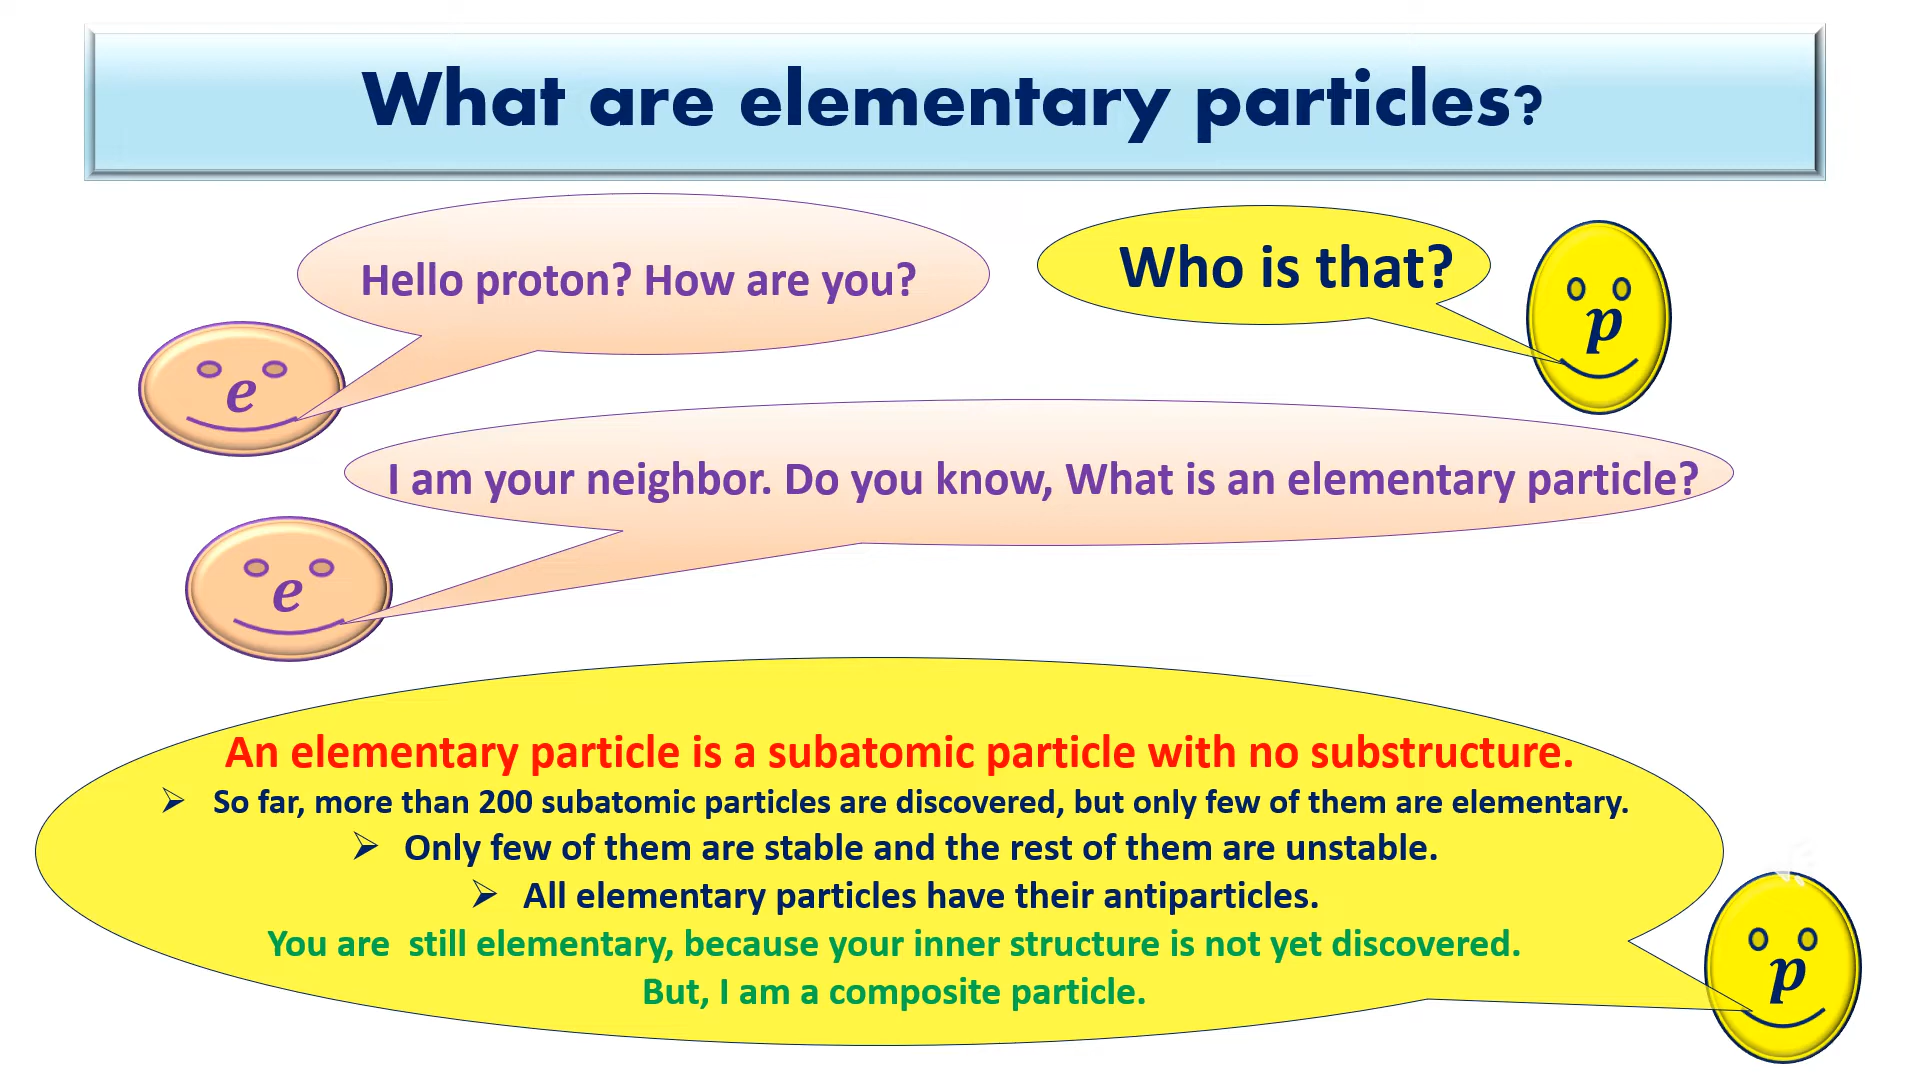 What are elementary particles?
Hello proton? How are you?
Who is that?
p
e
I am your neighbor. Do you know, What is an elementary particle?
e
An elementary particle is a subatomic particle with no substructure.
➢ So far, more than 200 subatomic particles are discovered, but only few of them are elementary.
➢ Only few of them are stable and the rest of them are unstable.
➢ All elementary particles have their antiparticles.
You are still elementary, because your inner structure is not yet discovered.
But, I am a composite particle.
p